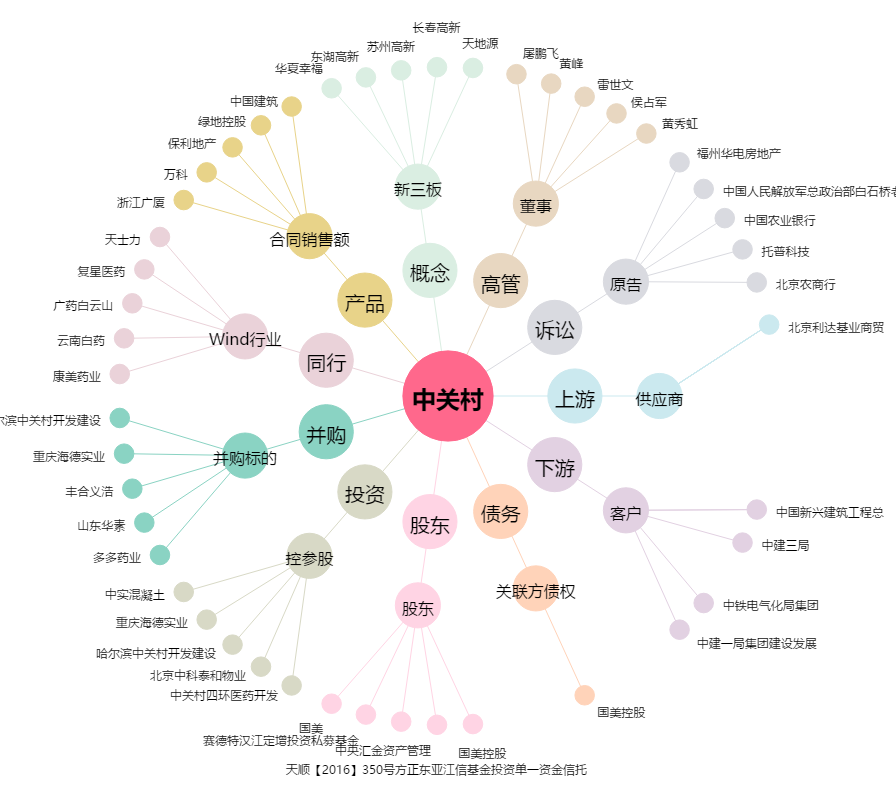 长春高新
苏州高新
天地源
东湖高新
华夏幸福
屠鹏飞
黄峰
雷世文
侯占军
黄秀虹
中国建筑
绿地控股
保利地产
万科
浙江广厦
新三板
董事
福州华电房地产
中国人民解放军总政治部白石桥
中国农业银行
托普科技
北京农商行
合同销售额
天士力
复星医药
广药白云山
云南白药
康美药业
概念
高管
原告
产品
诉讼
Wind行业
同行
北京利达基业商贸
中关村
上游
供应商
尔滨中关村开发建设
重庆海德实业
丰合义浩
山东华素
多多药业
并购
并购标的
下游
投资
债务
股东
客户
中国新兴建筑工程总
中建三局
中铁电气化局集团
中建一局集团建设发展
控参股
关联方债权
股东
中实混凝土
重庆海德实业
哈尔滨中关村开发建设
北京中科泰和物业
中关村四环医药开发
国美控股
国美
赛德特汉江定增投资私募基金
中央汇金资产管理
国美控股
天顺【2016】350号方正东亚江信基金投资单一资金信托